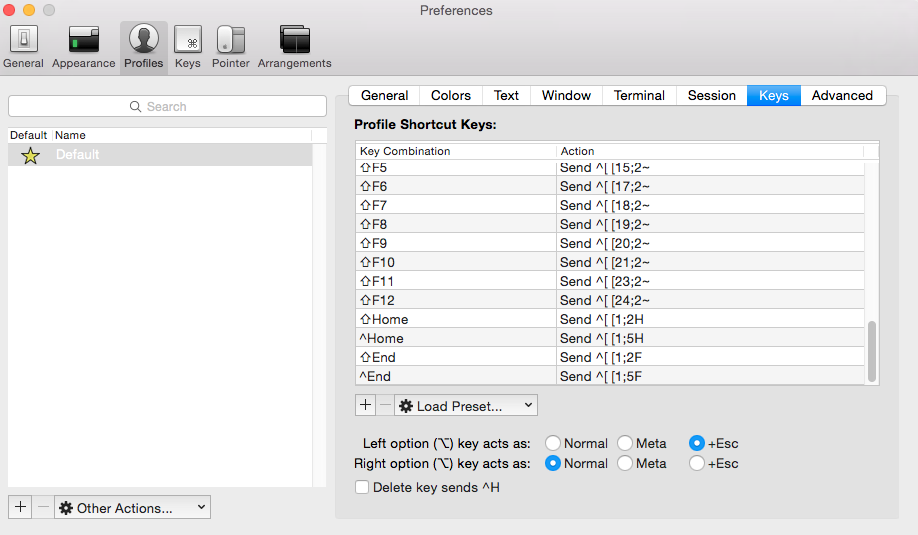 Preferences
General Appearance Profiles Keys Pointer Arrangements
Search
Default Name
Default
General Colors Text Window Terminal Session Keys Advanced
Profile Shortcut Keys:
Key Combination Action
⇧F5 Send ^[ [15;2~
⇧F6 Send ^[ [17;2~
⇧F7 Send ^[ [18;2~
⇧F8 Send ^[ [19;2~
⇧F9 Send ^[ [20;2~
⇧F10 Send ^[ [21;2~
⇧F11 Send ^[ [23;2~
⇧F12 Send ^[ [24;2~
⇧Home Send ^[ [1;2H
^Home Send ^[ [1;5H
⇧End Send ^[ [1;2F
^End Send ^[ [1;5F
+ − Load Preset...
Left option (⌥) key acts as: Normal Meta +Esc
Right option (⌥) key acts as: Normal Meta +Esc
Delete key sends ^H
+ − Other Actions...